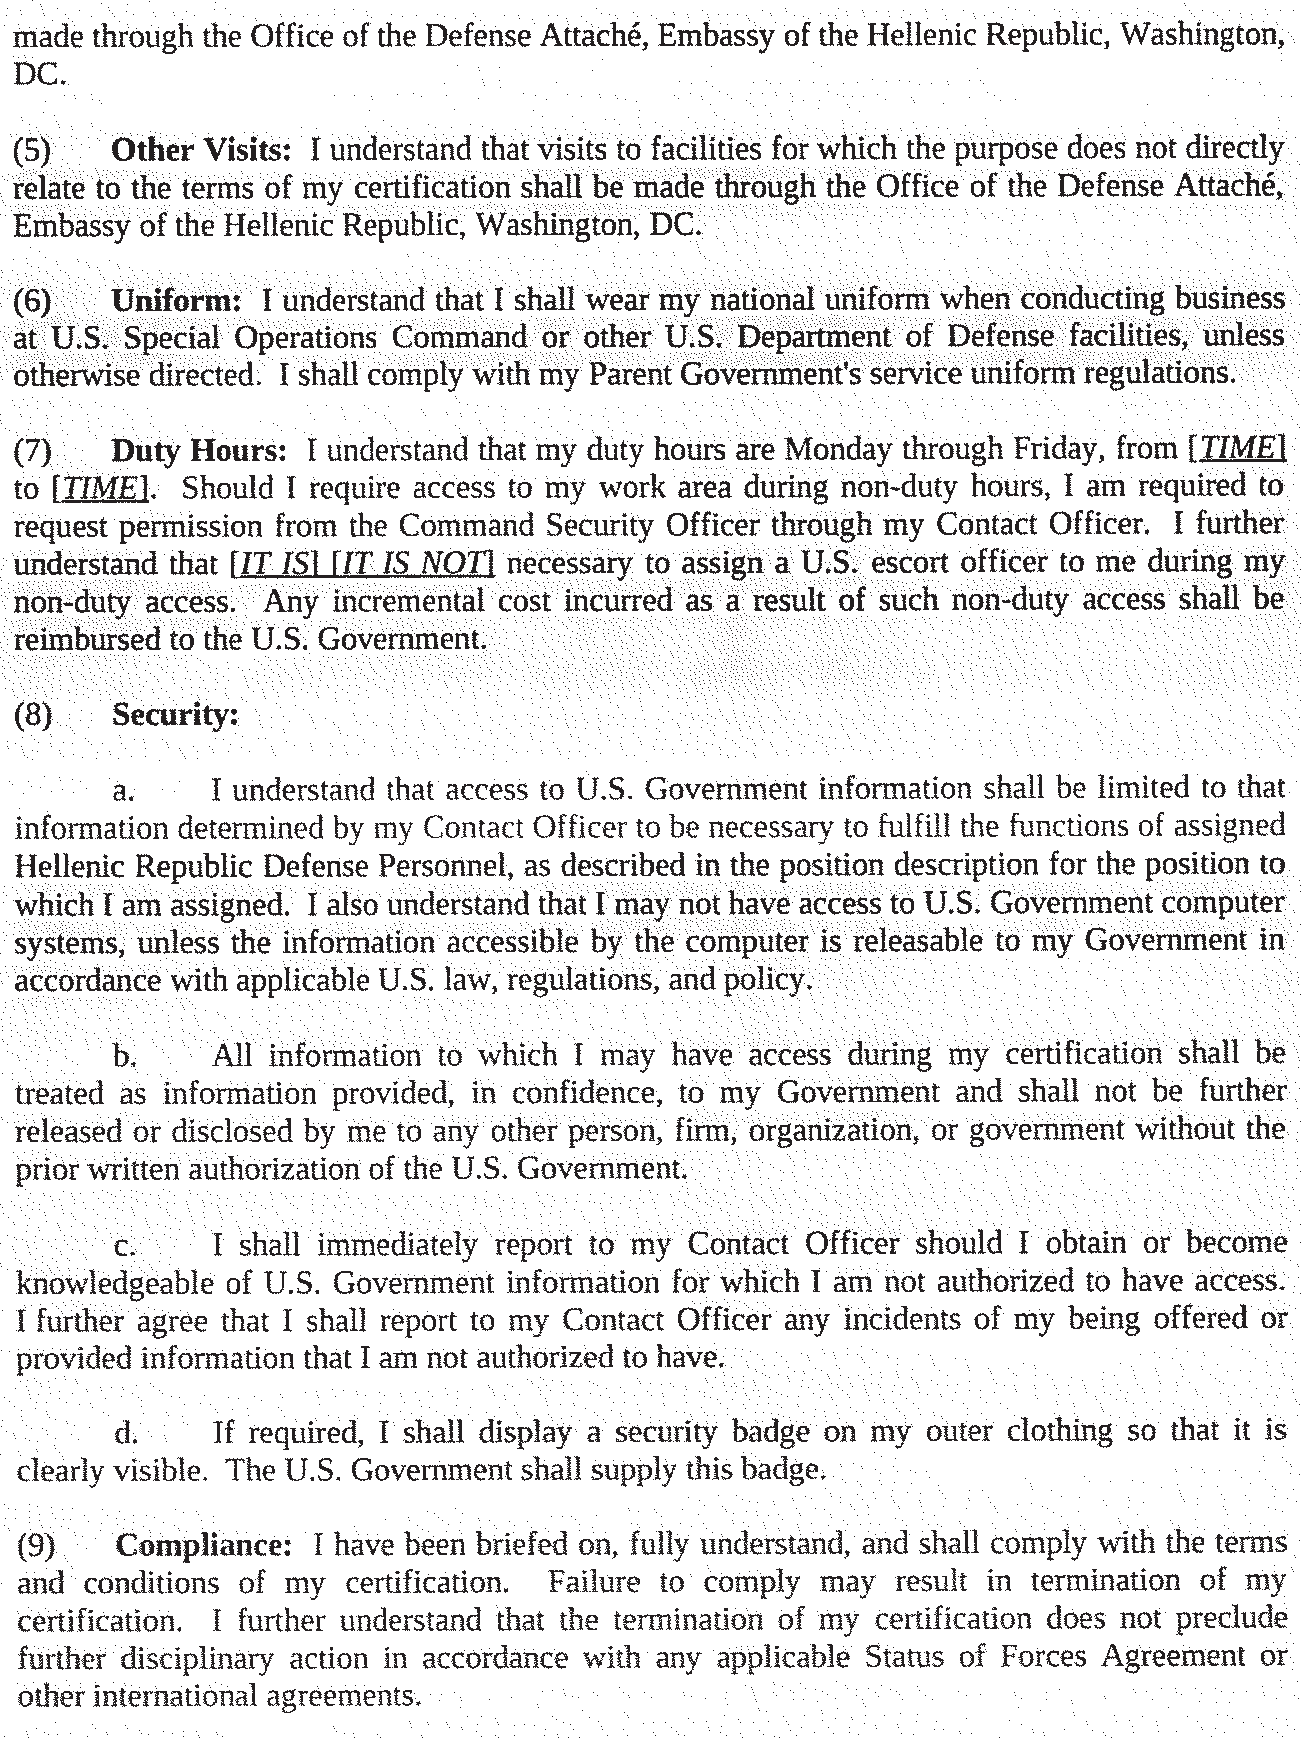 made through the Office of the Defense Attaché, Embassy of the Hellenic Republic, Washington,
DC.
(5) Other Visits: I understand that visits to facilities for which the purpose does not directly
relate to the terms of my certification shall be made through the Office of the Defense Attaché,
Embassy of the Hellenic Republic, Washington, DC.
(6) Uniform: I understand that I shall wear my national uniform when conducting business
at U.S. Special Operations Command or other U.S. Department of Defense facilities, unless
otherwise directed. I shall comply with my Parent Government's service uniform regulations.
(7) Duty Hours: I understand that my duty hours are Monday through Friday, from [TIME]
to [TIME]. Should I require access to my work area during non-duty hours, I am required to
request permission from the Command Security Officer through my Contact Officer. I further
understand that [IT IS] [IT IS NOT] necessary to assign a U.S. escort officer to me during my
non-duty access. Any incremental cost incurred as a result of such non-duty access shall be
reimbursed to the U.S. Government.
(8) Security:
a. I understand that access to U.S. Government information shall be limited to that
information determined by my Contact Officer to be necessary to fulfill the functions of assigned
Hellenic Republic Defense Personnel, as described in the position description for the position to
which I am assigned. I also understand that I may not have access to U.S. Government computer
systems, unless the information accessible by the computer is releasable to my Government in
accordance with applicable U.S. law, regulations, and policy.
b. All information to which I may have access during my certification shall be
treated as information provided, in confidence, to my Government and shall not be further
released or disclosed by me to any other person, firm, organization, or government without the
prior written authorization of the U.S. Government.
c. I shall immediately report to my Contact Officer should I obtain or become
knowledgeable of U.S. Government information for which I am not authorized to have access.
I further agree that I shall report to my Contact Officer any incidents of my being offered or
provided information that I am not authorized to have.
d. If required, I shall display a security badge on my outer clothing so that it is
clearly visible. The U.S. Government shall supply this badge.
(9) Compliance: I have been briefed on, fully understand, and shall comply with the terms
and conditions of my certification. Failure to comply may result in termination of my
certification. I further understand that the termination of my certification does not preclude
further disciplinary action in accordance with any applicable Status of Forces Agreement or
other international agreements.